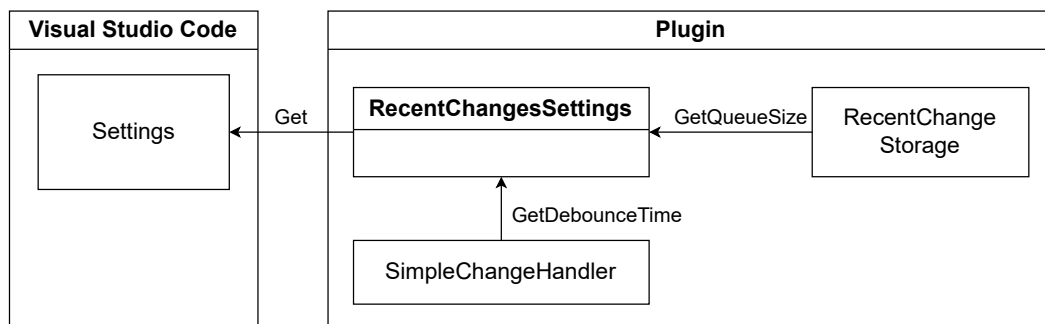 Visual Studio Code
Plugin
Settings
Get
RecentChangesSettings
GetQueueSize
RecentChange
Storage
GetDebounceTime
SimpleChangeHandler